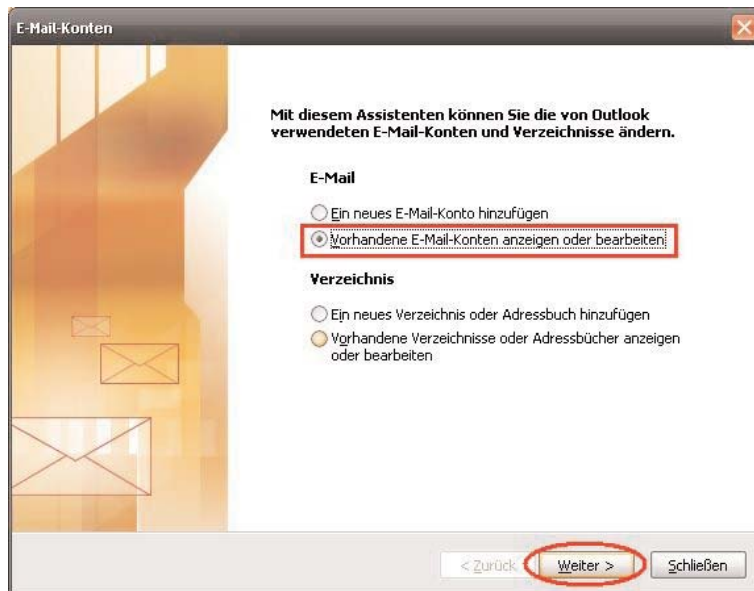 E-Mail-Konten
Mit diesem Assistenten können Sie die von Outlook
verwendeten E-Mail-Konten und Verzeichnisse ändern.
E-Mail
Ein neues E-Mail-Konto hinzufügen
Vorhandene E-Mail-Konten anzeigen oder bearbeiten
Verzeichnis
Ein neues Verzeichnis oder Adressbuch hinzufügen
Vorhandene Verzeichnisse oder Adressbücher anzeigen
oder bearbeiten
< Zurück Weiter > Schließen